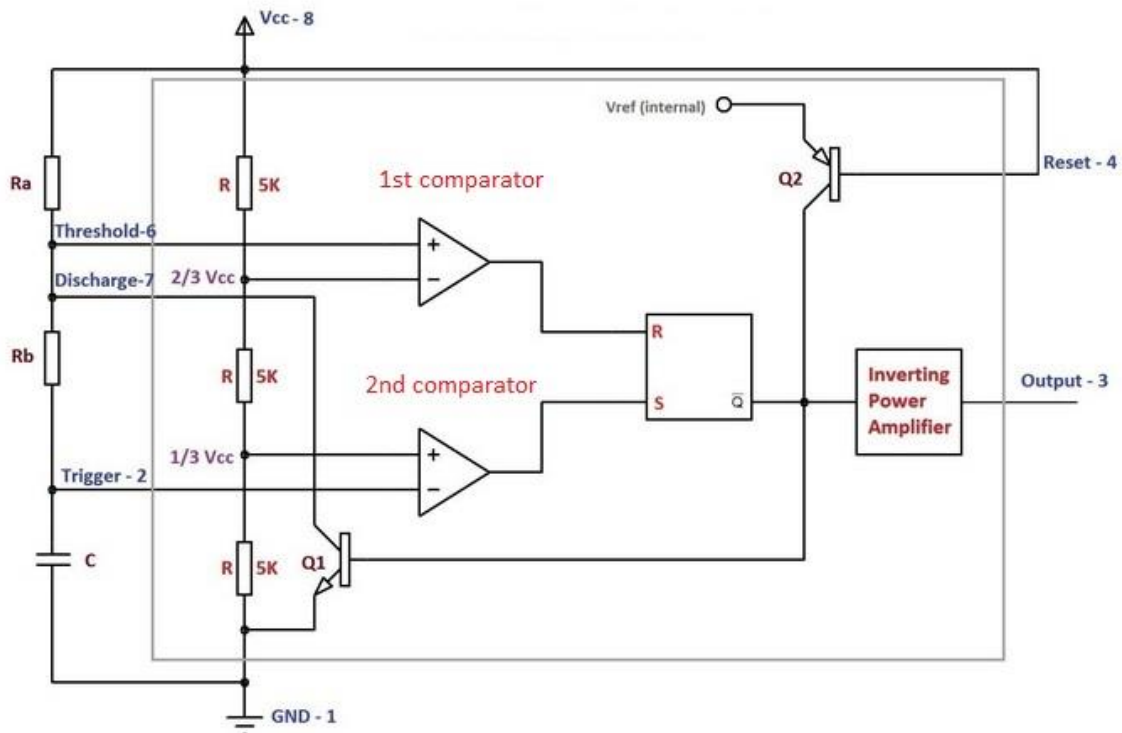 Vcc - 8
Vref (internal)
Ra
R 5K
1st comparator
Q2
Reset - 4
Threshold-6
+
Discharge-7
2/3 Vcc
-
Rb
R 5K
2nd comparator
R
S
Q̅
Inverting
Power
Amplifier
Output - 3
1/3 Vcc
+
Trigger - 2
-
C
R 5K
Q1
GND - 1